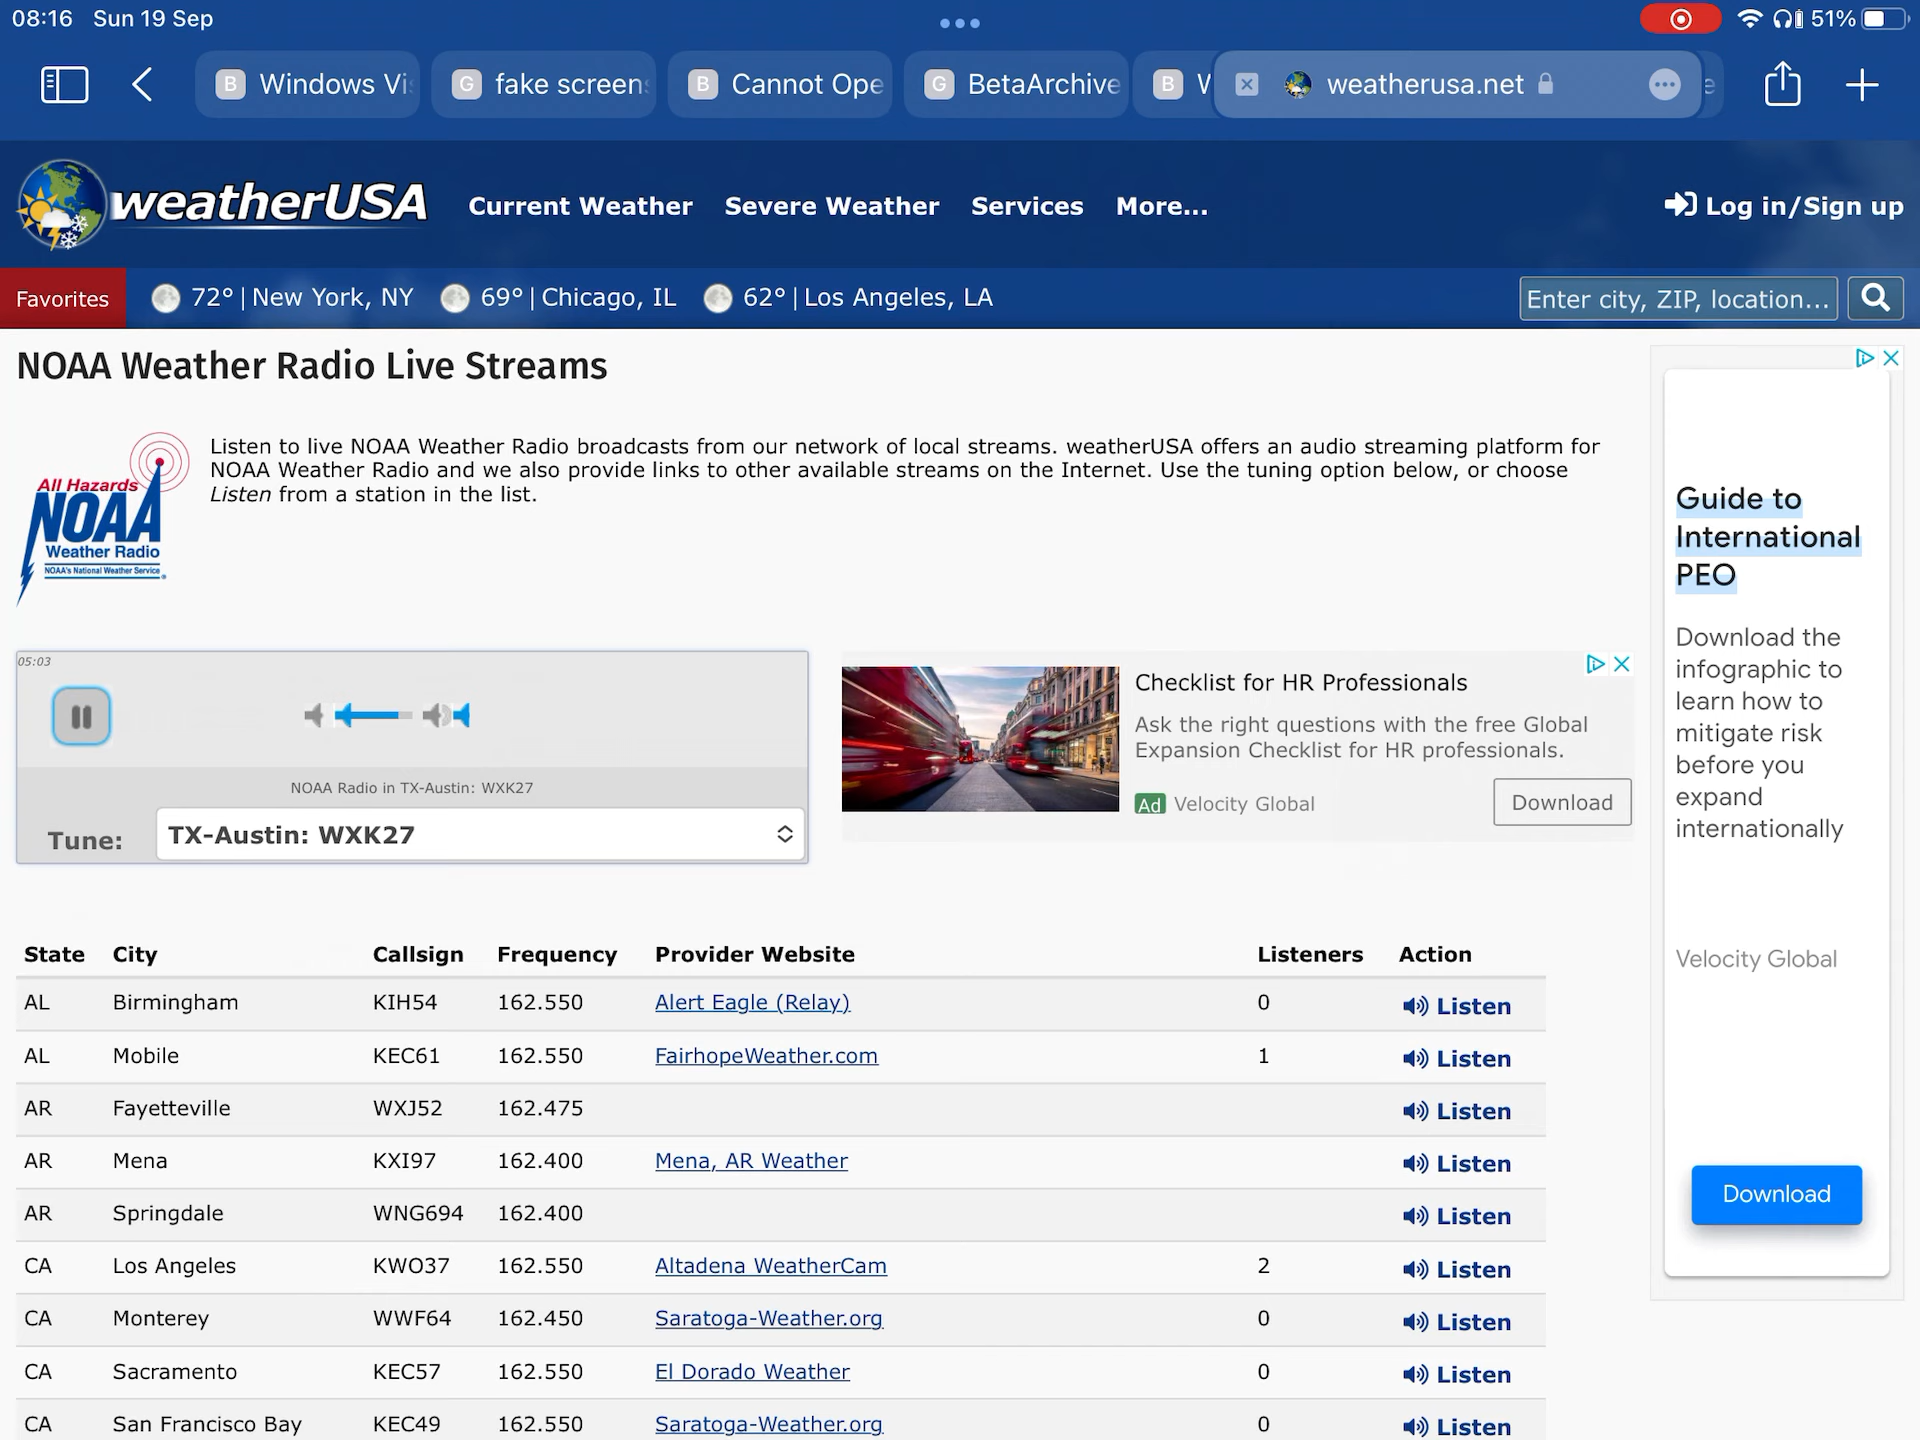 08:16 Sun 19 Sep
51%
Windows Vi
fake screen
Cannot Ope
BetaArchive
weatherusa.net
weatherUSA
Current Weather Severe Weather Services More...
Log in/Sign up
Favorites
72° | New York, NY 69° | Chicago, IL 62° | Los Angeles, LA
Enter city, ZIP, location...
NOAA Weather Radio Live Streams
All Hazards
NOAA
Weather Radio
NOAA's National Weather Service
Listen to live NOAA Weather Radio broadcasts from our network of local streams. weatherUSA offers an audio streaming platform for
NOAA Weather Radio and we also provide links to other available streams on the Internet. Use the tuning option below, or choose
Listen from a station in the list.
05:03
NOAA Radio in TX-Austin: WXK27
Tune: TX-Austin: WXK27
Checklist for HR Professionals
Ask the right questions with the free Global
Expansion Checklist for HR professionals.
Ad Velocity Global
Download
Guide to
International
PEO
Download the
infographic to
learn how to
mitigate risk
before you
expand
internationally
Velocity Global
Download
State City Callsign Frequency Provider Website Listeners Action
AL Birmingham KIH54 162.550 Alert Eagle (Relay) 0 Listen
AL Mobile KEC61 162.550 FairhopeWeather.com 1 Listen
AR Fayetteville WXJ52 162.475 Listen
AR Mena KXI97 162.400 Mena, AR Weather Listen
AR Springdale WNG694 162.400 Listen
CA Los Angeles KWO37 162.550 Altadena WeatherCam 2 Listen
CA Monterey WWF64 162.450 Saratoga-Weather.org 0 Listen
CA Sacramento KEC57 162.550 El Dorado Weather 0 Listen
CA San Francisco Bay KEC49 162.550 Saratoga-Weather.org 0 Listen